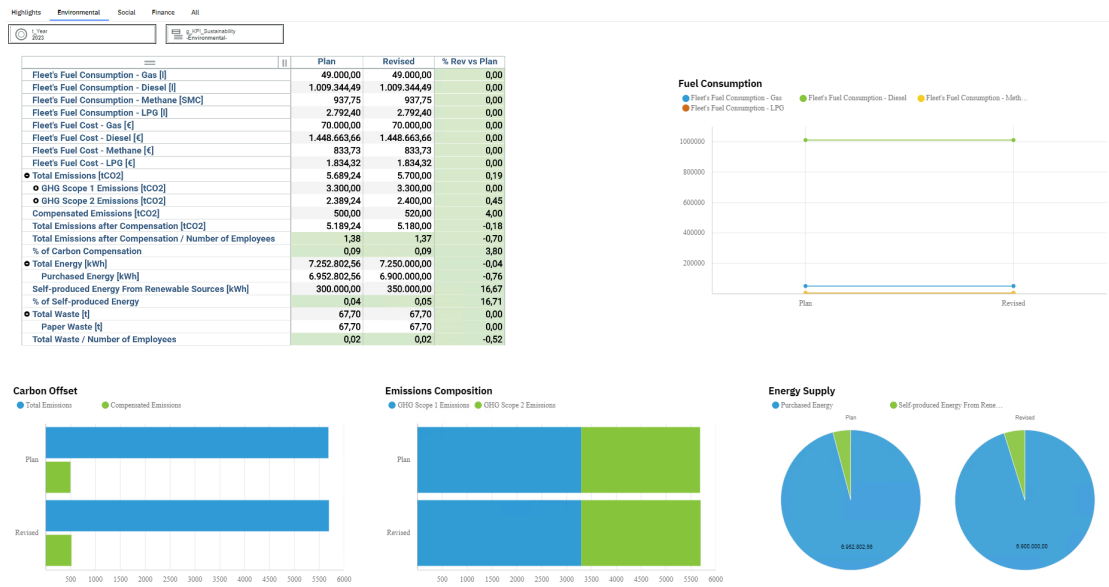 Highlights Environmental Social Finance All
t_Year
2023
g_KPI_Sustainability
-Environmental-
Plan Revised % Rev vs Plan
Fleet's Fuel Consumption - Gas [l] 49.000,00 49.000,00 0,00
Fleet's Fuel Consumption - Diesel [l] 1.009.344,49 1.009.344,49 0,00
Fleet's Fuel Consumption - Methane [SMC] 937,75 937,75 0,00
Fleet's Fuel Consumption - LPG [l] 2.792,40 2.792,40 0,00
Fleet's Fuel Cost - Gas [€] 70.000,00 70.000,00 0,00
Fleet's Fuel Cost - Diesel [€] 1.448.663,66 1.448.663,66 0,00
Fleet's Fuel Cost - Methane [€] 833,73 833,73 0,00
Fleet's Fuel Cost - LPG [€] 1.834,32 1.834,32 0,00
Total Emissions [tCO2] 5.689,24 5.700,00 0,19
GHG Scope 1 Emissions [tCO2] 3.300,00 3.300,00 0,00
GHG Scope 2 Emissions [tCO2] 2.389,24 2.400,00 0,45
Compensated Emissions [tCO2] 500,00 520,00 4,00
Total Emissions after Compensation [tCO2] 5.189,24 5.180,00 -0,18
Total Emissions after Compensation / Number of Employees 1,38 1,37 -0,70
% of Carbon Compensation 0,09 0,09 3,80
Total Energy [kWh] 7.252.802,56 7.250.000,00 -0,04
Purchased Energy [kWh] 6.952.802,56 6.900.000,00 -0,76
Self-produced Energy From Renewable Sources [kWh] 300.000,00 350.000,00 16,67
% of Self-produced Energy 0,04 0,05 16,71
Total Waste [t] 67,70 67,70 0,00
Paper Waste [t] 67,70 67,70 0,00
Total Waste / Number of Employees 0,02 0,02 -0,52
Fuel Consumption
Fleet's Fuel Consumption - Gas Fleet's Fuel Consumption - Diesel Fleet's Fuel Consumption - Meth...
Fleet's Fuel Consumption - LPG
1000000
800000
600000
400000
200000
Plan Revised
Carbon Offset
Total Emissions Compensated Emissions
Plan
Revised
500 1000 1500 2000 2500 3000 3500 4000 4500 5000 5500 6000
Emissions Composition
GHG Scope 1 Emissions GHG Scope 2 Emissions
Plan
Revised
500 1000 1500 2000 2500 3000 3500 4000 4500 5000 5500 6000
Energy Supply
Purchased Energy Self-produced Energy From Rene...
Plan Revised
6.952.802,56 6.900.000,00